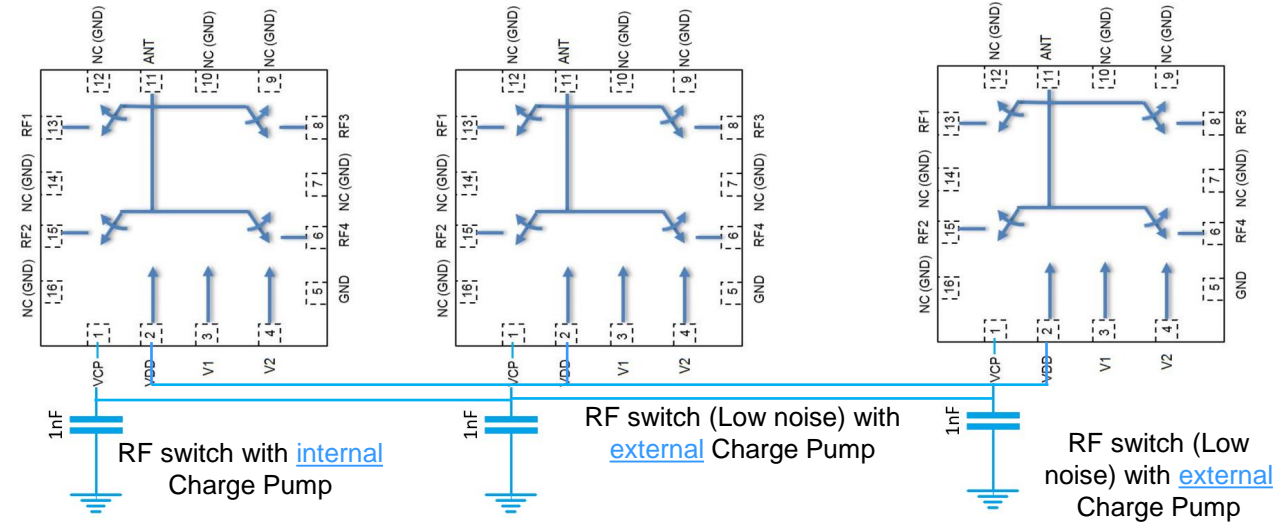 NC (GND)
ANT
NC (GND)
NC (GND)
12
11
10
9
RF1
13
8
RF3
NC (GND)
14
7
NC (GND)
RF2
15
6
RF4
NC (GND)
16
5
GND
1
2
3
4
VCP
VDD
V1
V2
1nF
RF switch with internal
Charge Pump
NC (GND)
ANT
NC (GND)
NC (GND)
12
11
10
9
RF1
13
8
RF3
NC (GND)
14
7
NC (GND)
RF2
15
6
RF4
NC (GND)
16
5
GND
1
2
3
4
VCP
VDD
V1
V2
1nF
RF switch (Low noise) with
external Charge Pump
NC (GND)
ANT
NC (GND)
NC (GND)
12
11
10
9
RF1
13
8
RF3
NC (GND)
14
7
NC (GND)
RF2
15
6
RF4
NC (GND)
16
5
GND
1
2
3
4
VCP
VDD
V1
V2
1nF
RF switch (Low
noise) with external
Charge Pump